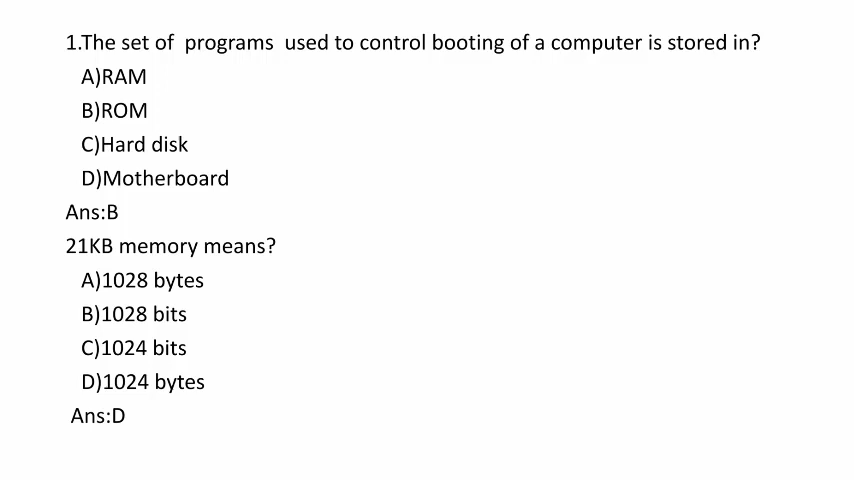 1.The set of  programs  used to control booting of a computer is stored in?
A)RAM
B)ROM
C)Hard disk
D)Motherboard
Ans:B
21KB memory means?
A)1028 bytes
B)1028 bits
C)1024 bits
D)1024 bytes
Ans:D